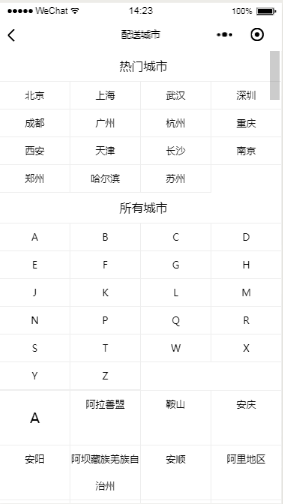 WeChat 14:23 100%
配送城市
热门城市
北京 上海 武汉 深圳
成都 广州 杭州 重庆
西安 天津 长沙 南京
郑州 哈尔滨 苏州
所有城市
A B C D
E F G H
J K L M
N P Q R
S T W X
Y Z
A 阿拉善盟 鞍山 安庆
安阳 阿坝藏族羌族自 安顺 阿里地区
治州